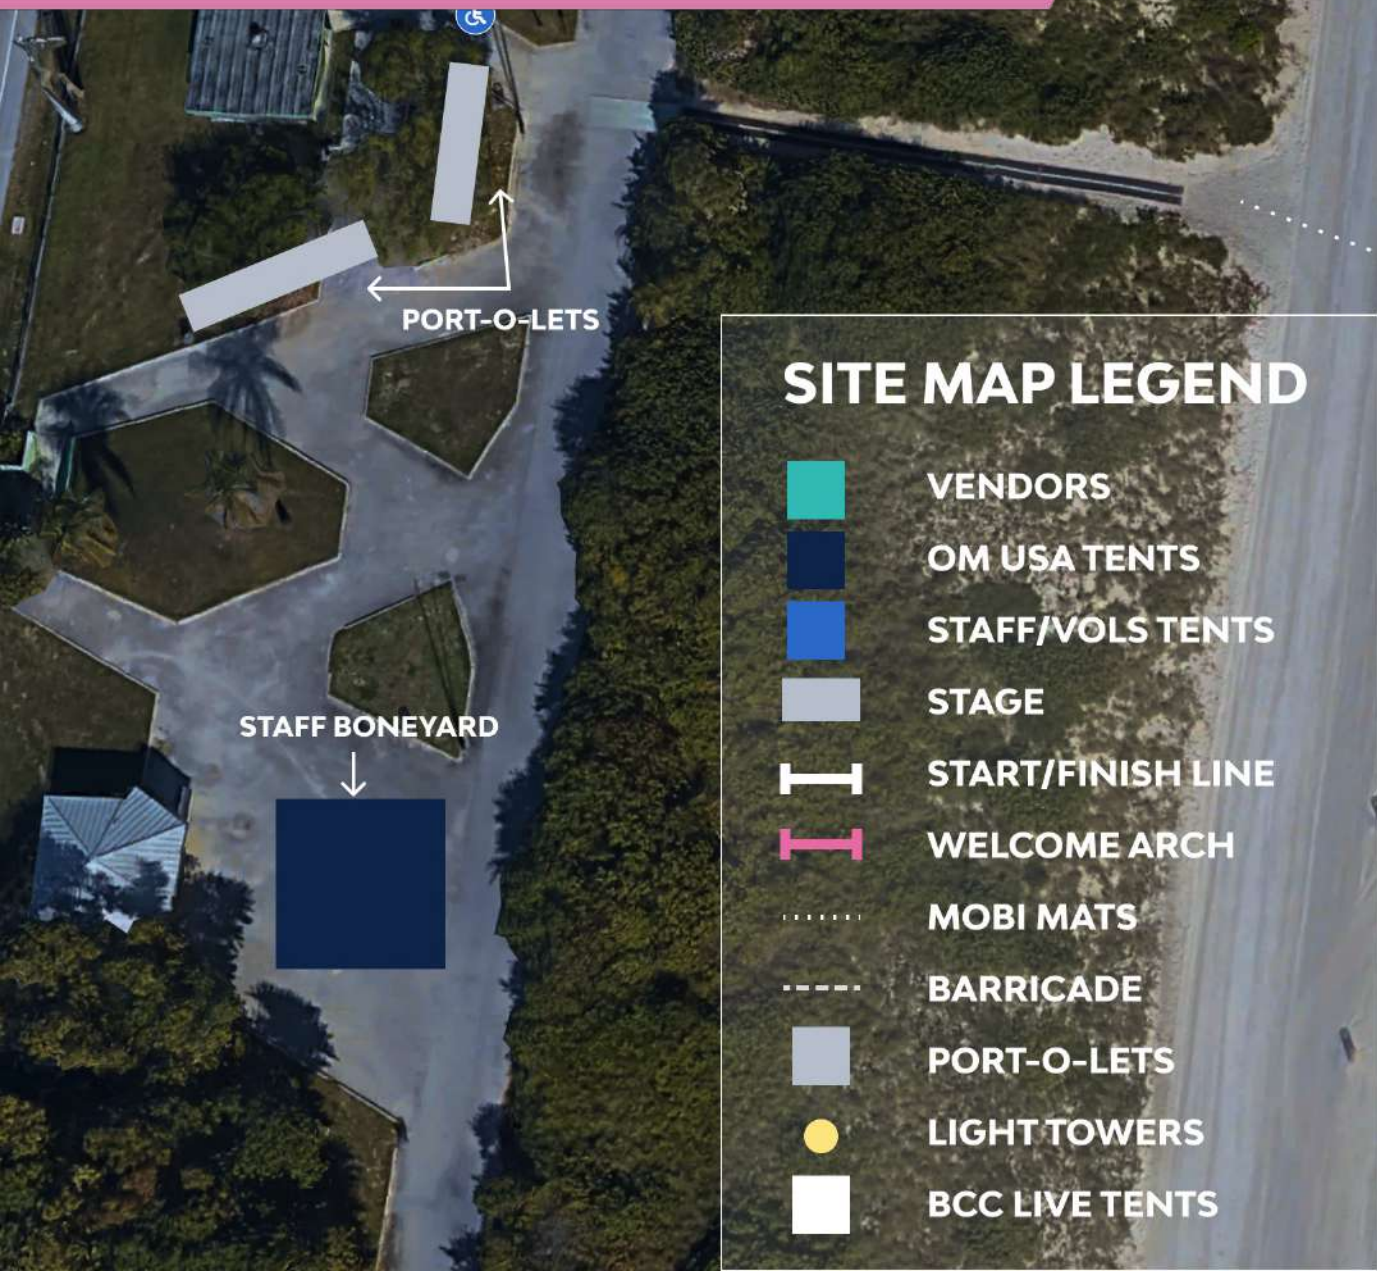 PORT-O-LETS
STAFF BONEYARD
SITE MAP LEGEND
VENDORS
OM USA TENTS
STAFF/VOLS TENTS
STAGE
START/FINISH LINE
WELCOME ARCH
MOBI MATS
BARRICADE
PORT-O-LETS
LIGHT TOWERS
BCC LIVE TENTS